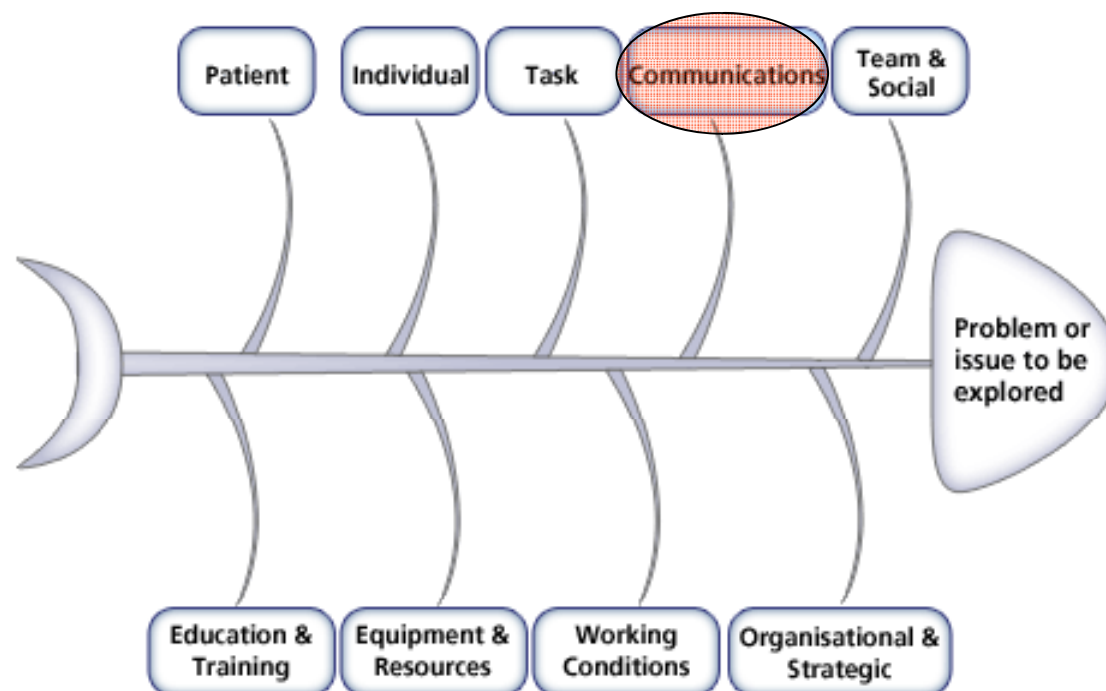 Patient
Individual
Task
Communications
Team &
Social
Problem or
issue to be
explored
Education &
Training
Equipment &
Resources
Working
Conditions
Organisational &
Strategic